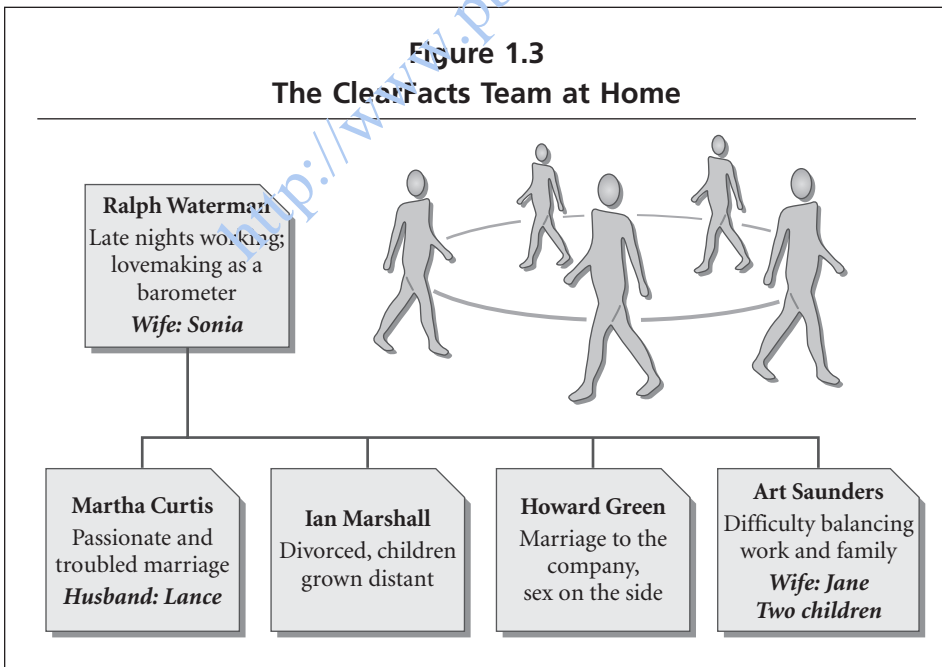 Figure 1.3
The ClearFacts Team at Home
Ralph Waterman
Late nights working;
lovemaking as a
barometer
Wife: Sonia
Martha Curtis
Passionate and
troubled marriage
Husband: Lance
Ian Marshall
Divorced, children
grown distant
Howard Green
Marriage to the
company,
sex on the side
Art Saunders
Difficulty balancing
work and family
Wife: Jane
Two children
http://www.p